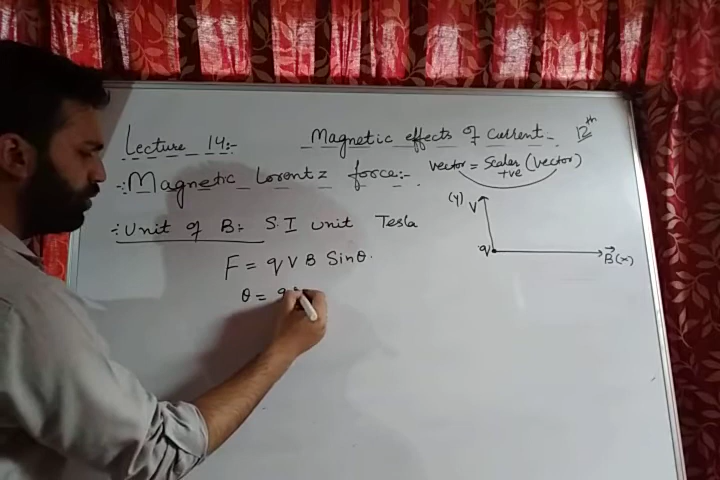 Lecture 14:- Magnetic effects of current:- 12th
:- Magnetic Lorentz force:-
vector = Scalar (vector)
+ve
:- Unit of B:- S.I unit Tesla
(y) V
q B⃗(x)
F = q V B Sinθ.
θ = 9